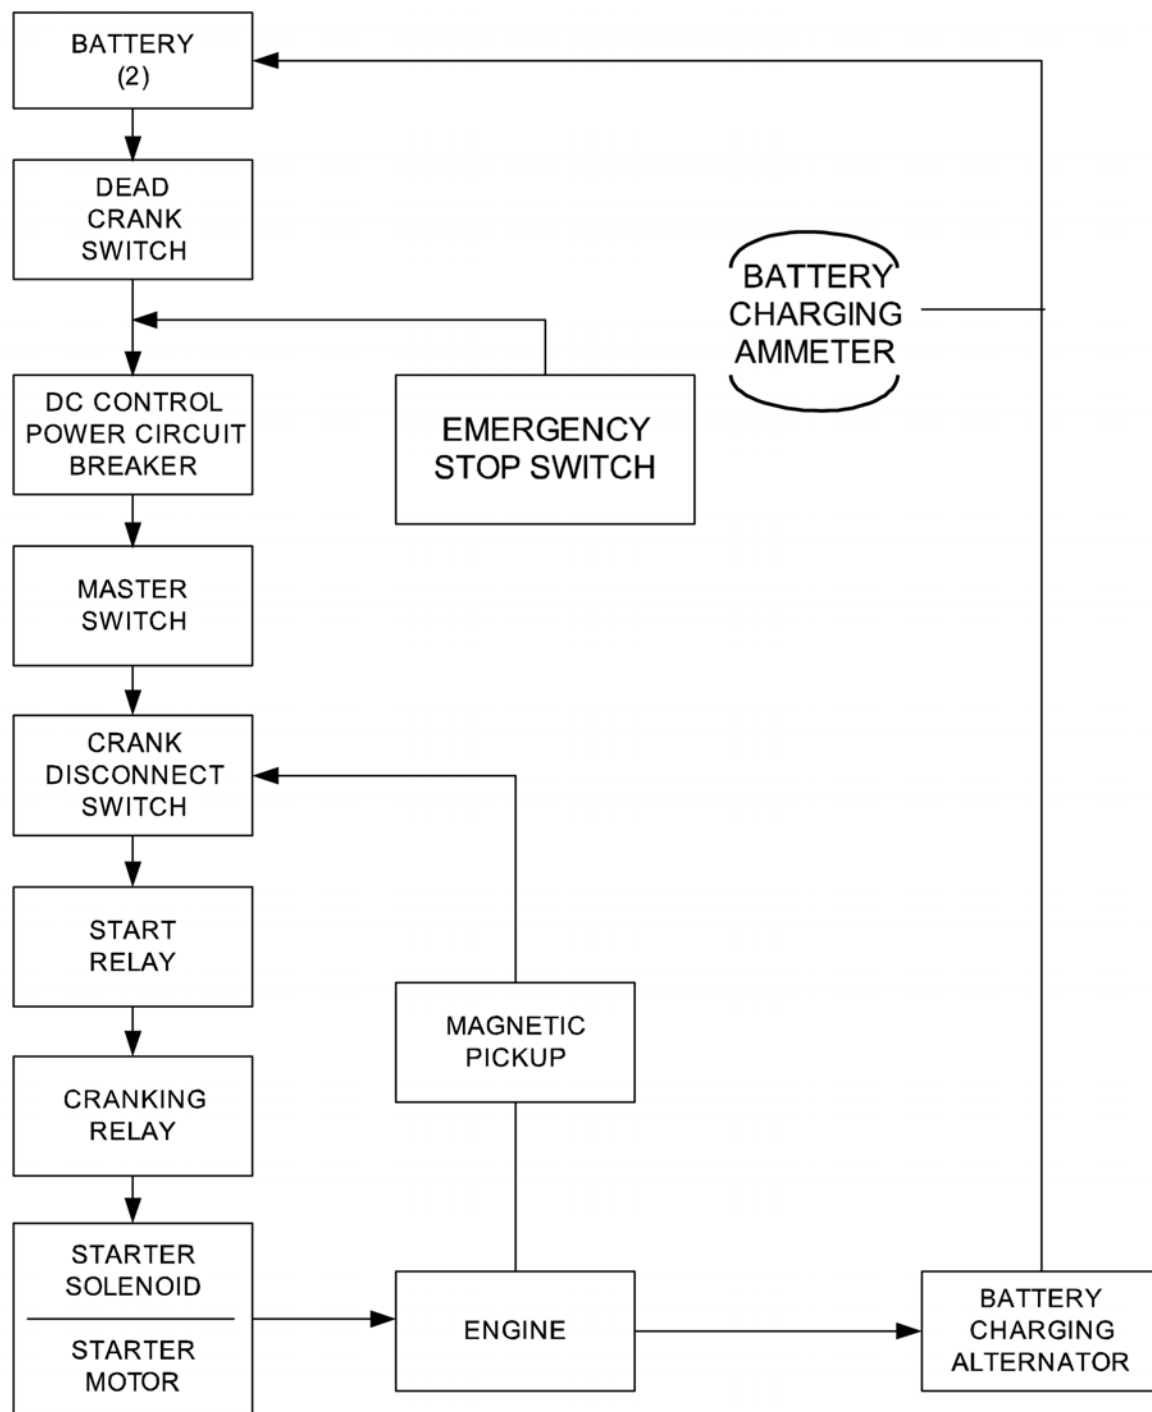 BATTERY
(2)
DEAD
CRANK
SWITCH
BATTERY
CHARGING
AMMETER
DC CONTROL
POWER CIRCUIT
BREAKER
EMERGENCY
STOP SWITCH
MASTER
SWITCH
CRANK
DISCONNECT
SWITCH
START
RELAY
MAGNETIC
PICKUP
CRANKING
RELAY
STARTER
SOLENOID
STARTER
MOTOR
ENGINE
BATTERY
CHARGING
ALTERNATOR